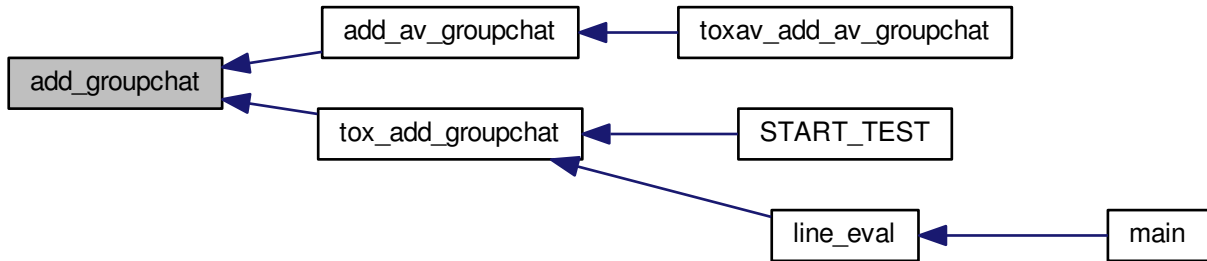 add_groupchat
add_av_groupchat
toxav_add_av_groupchat
tox_add_groupchat
START_TEST
line_eval
main